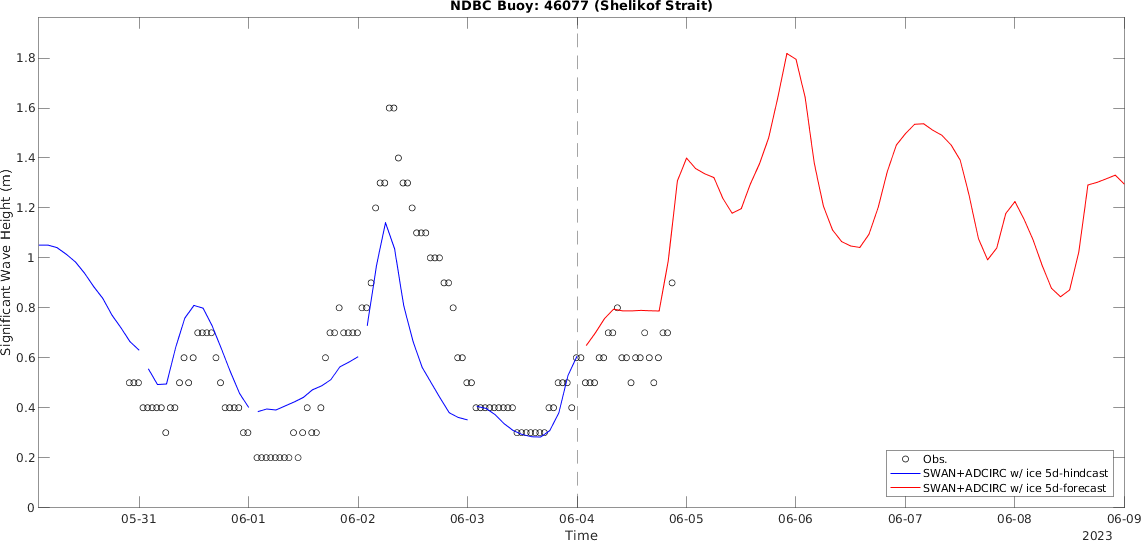 NDBC Buoy: 46077 (Shelikof Strait)
1.8
1.6
1.4
1.2
1
0.8
0.6
0.4
0.2
0
Significant Wave Height (m)
Obs.
SWAN+ADCIRC w/ ice 5d-hindcast
SWAN+ADCIRC w/ ice 5d-forecast
05-31 06-01 06-02 06-03 06-04 06-05 06-06 06-07 06-08 06-09
Time
2023